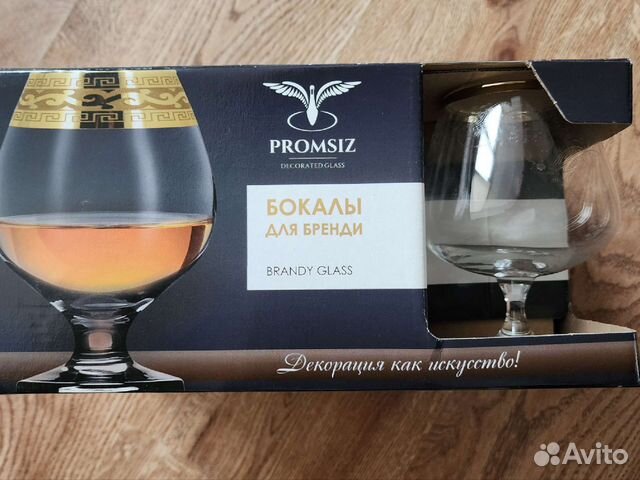 PROMSIZ
DECORATED GLASS
БОКАЛЫ
ДЛЯ БРЕНДИ
BRANDY GLASS
Декорация как искусство!
Avito